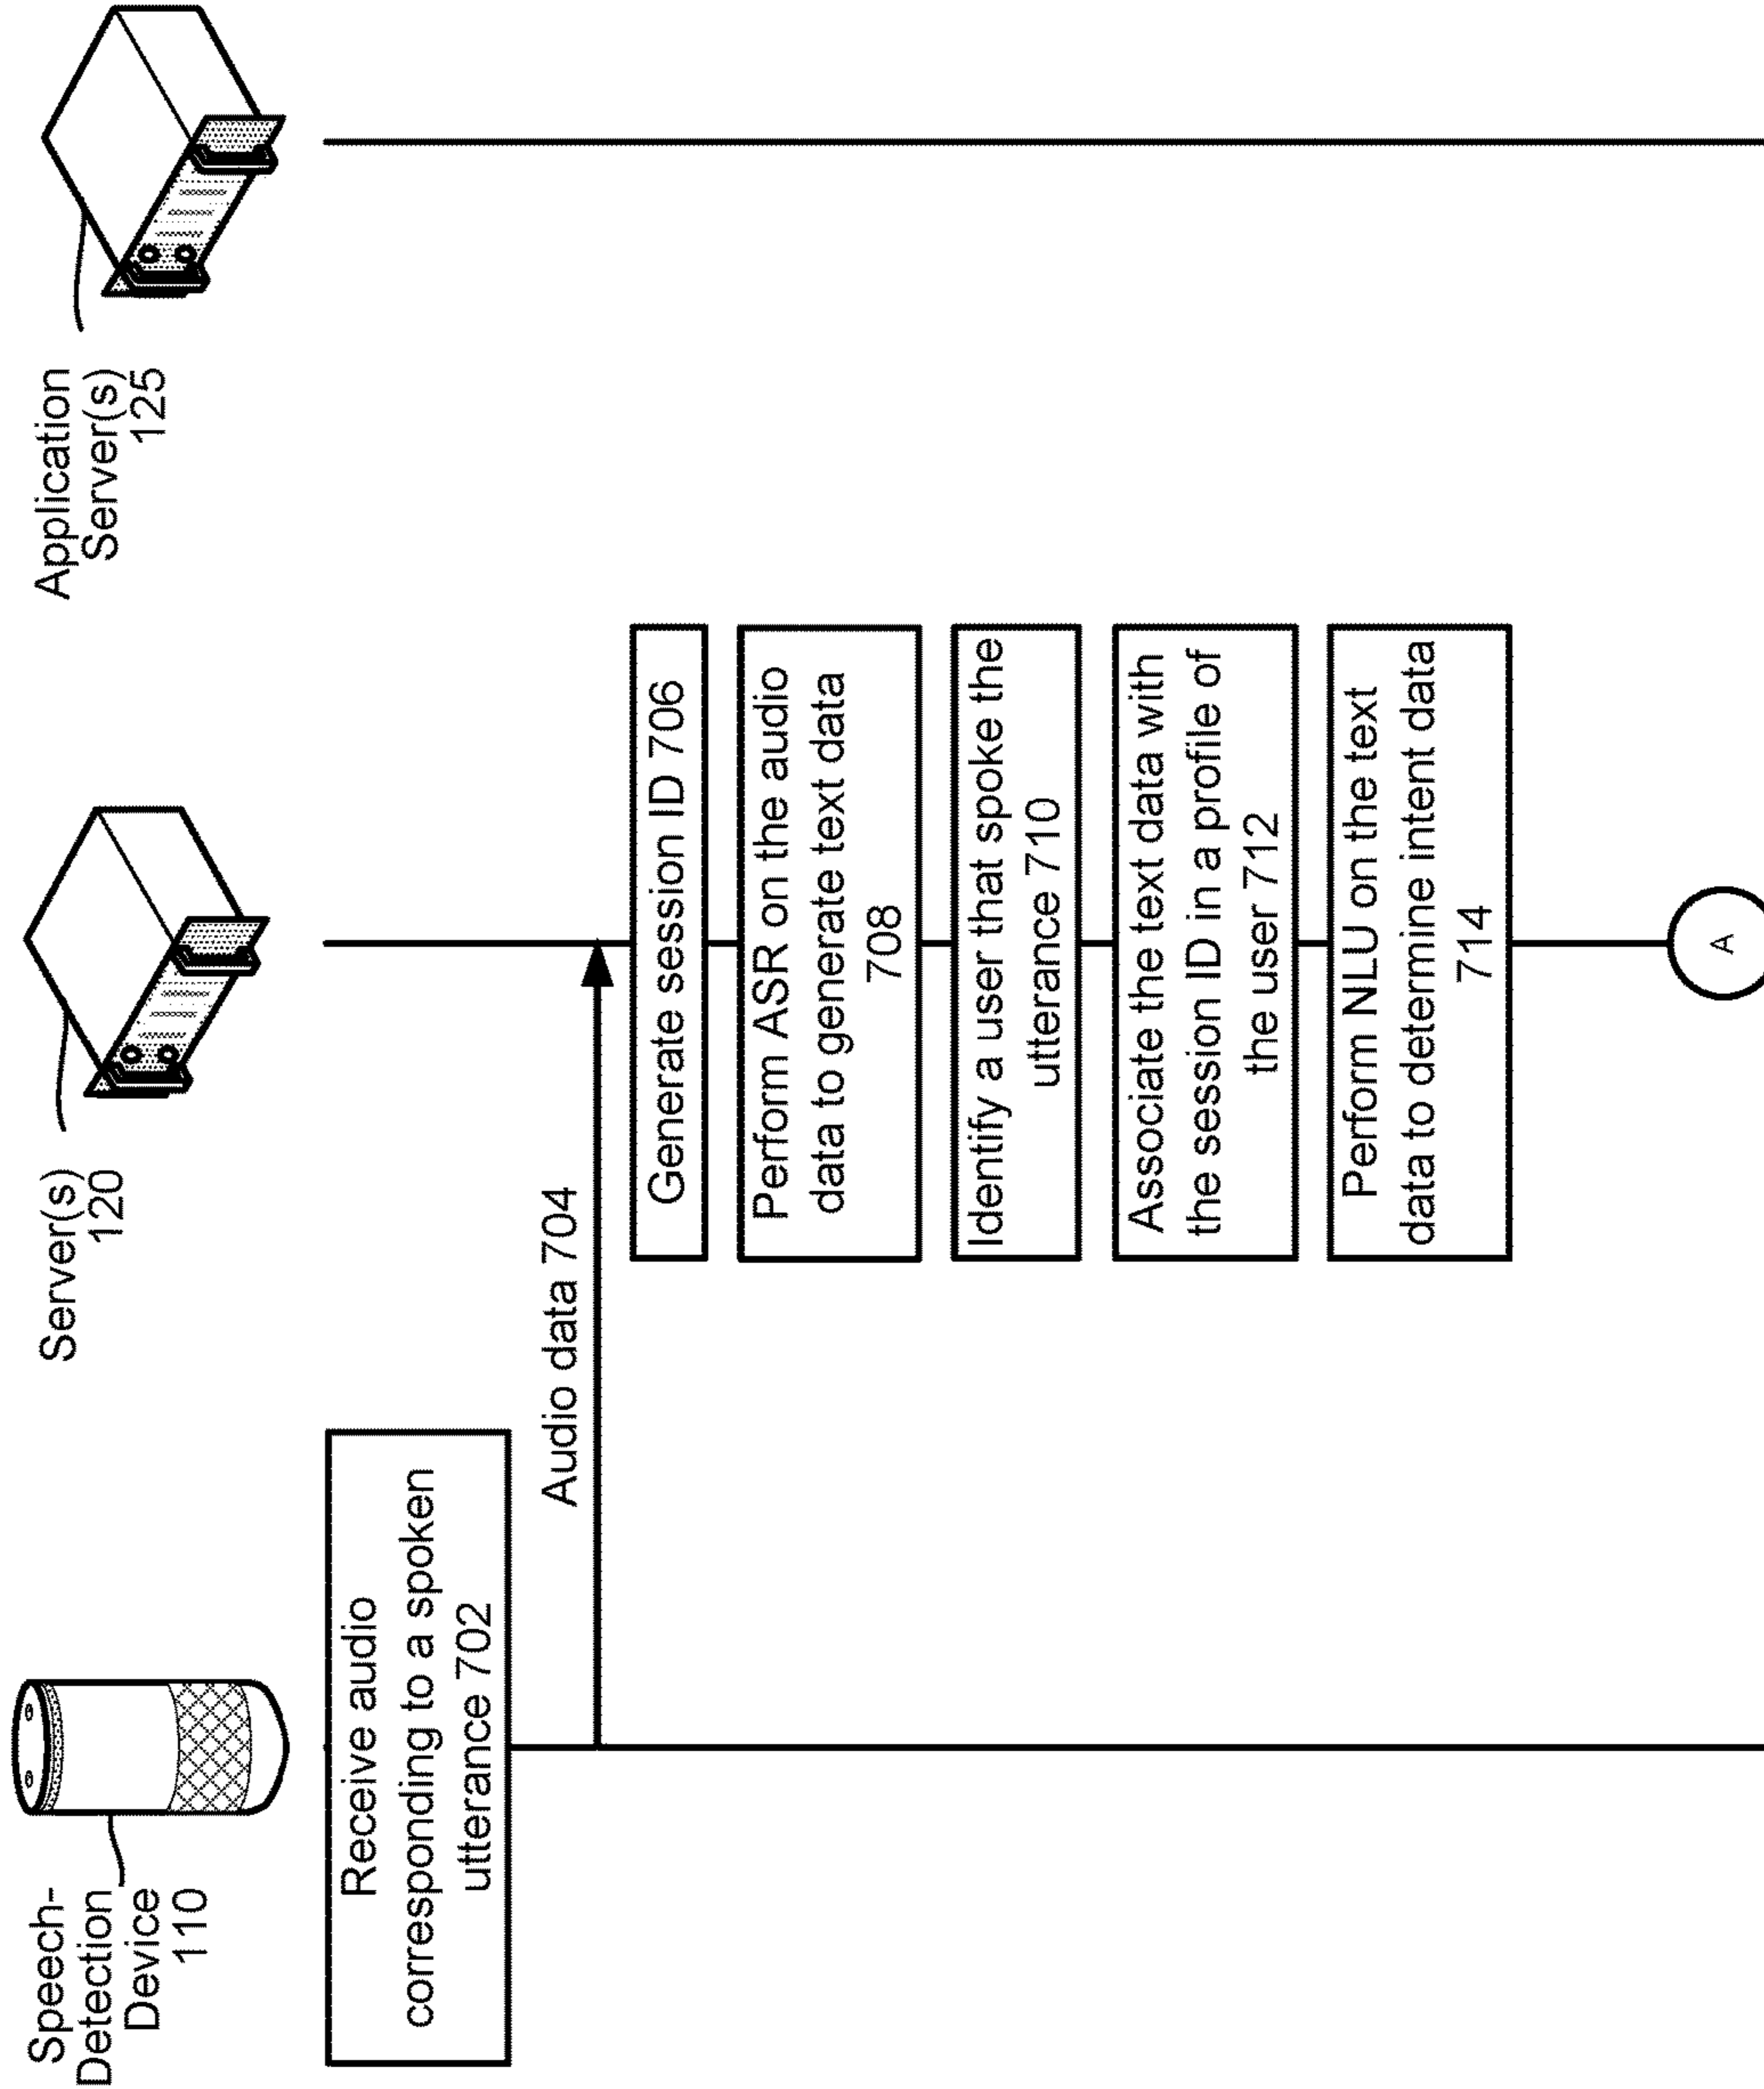 Speech-
Detection
Device
110
Server(s)
120
Application
Server(s)
125
Receive audio
corresponding to a spoken
utterance 702
Audio data 704
Generate session ID 706
Perform ASR on the audio
data to generate text data
708
Identify a user that spoke the
utterance 710
Associate the text data with
the session ID in a profile of
the user 712
Perform NLU on the text
data to determine intent data
714
A